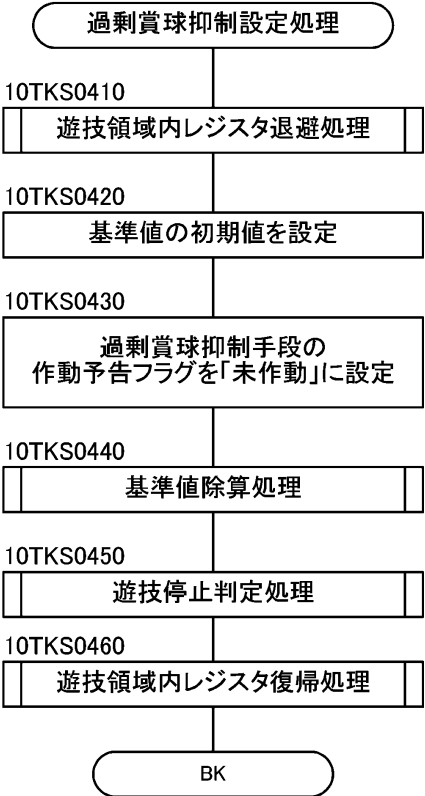 過剰賞球抑制設定処理
10TKS0410
遊技領域内レジスタ退避処理
10TKS0420
基準値の初期値を設定
10TKS0430
過剰賞球抑制手段の
作動予告フラグを「未作動」に設定
10TKS0440
基準値除算処理
10TKS0450
遊技停止判定処理
10TKS0460
遊技領域内レジスタ復帰処理
BK